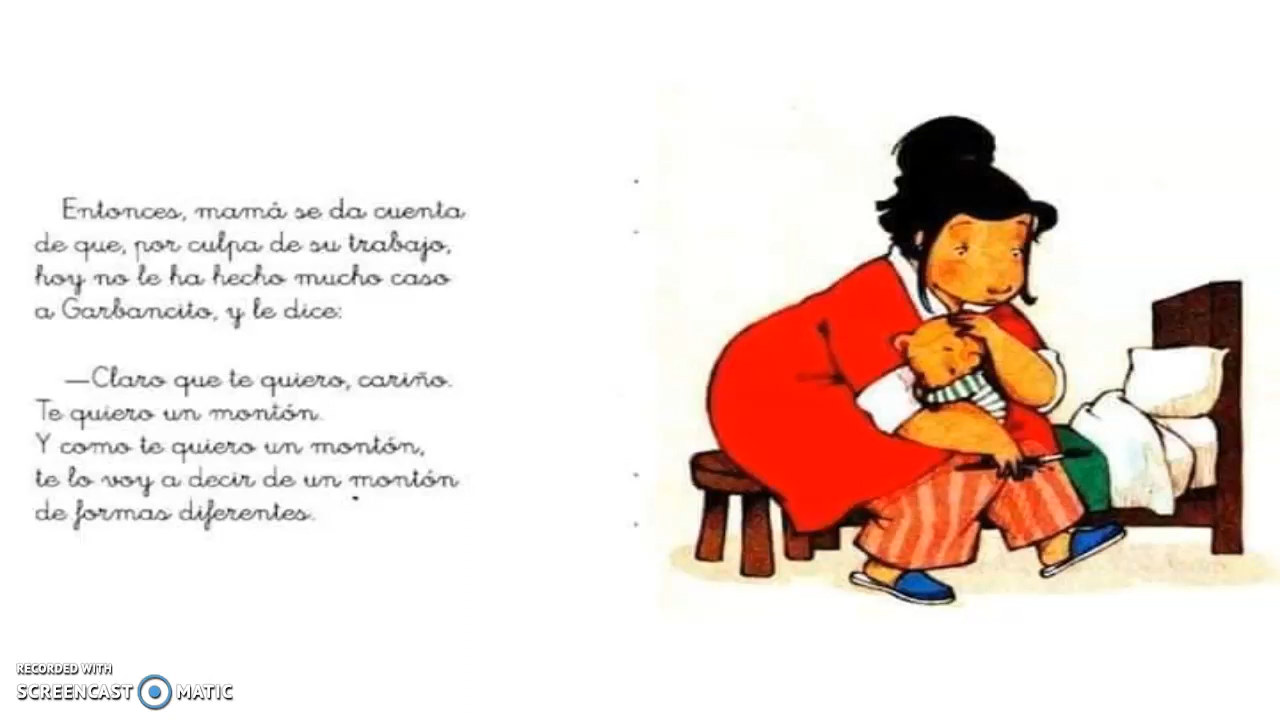 Entonces, mamá se da cuenta
de que, por culpa de su trabajo,
hoy no le ha hecho mucho caso
a Garbancito, y le dice:
—Claro que te quiero, cariño.
Te quiero un montón.
Y como te quiero un montón,
te lo voy a decir de un montón
de formas diferentes.
RECORDED WITH
SCREENCAST MATIC